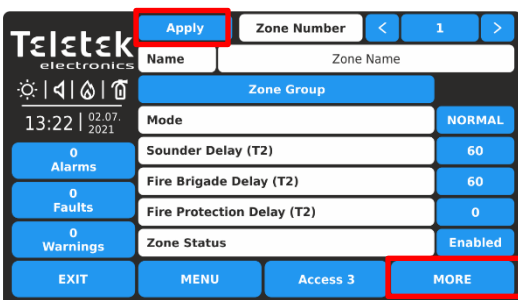 Teletek
electronics
13:22 02.07.
2021
0
Alarms
0
Faults
0
Warnings
EXIT
Apply Zone Number < 1 >
Name Zone Name
Zone Group
Mode NORMAL
Sounder Delay (T2) 60
Fire Brigade Delay (T2) 60
Fire Protection Delay (T2) 0
Zone Status Enabled
MENU Access 3 MORE